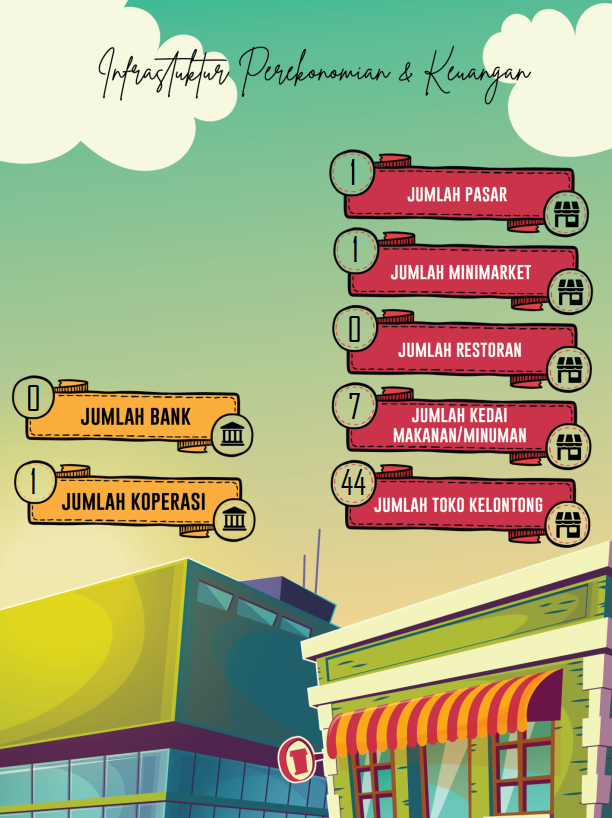 Infrastuktur Perekonomian & Keuangan
1
JUMLAH PASAR
1
JUMLAH MINIMARKET
0
JUMLAH RESTORAN
7
JUMLAH KEDAI
MAKANAN/MINUMAN
44
JUMLAH TOKO KELONTONG
0
JUMLAH BANK
1
JUMLAH KOPERASI
T